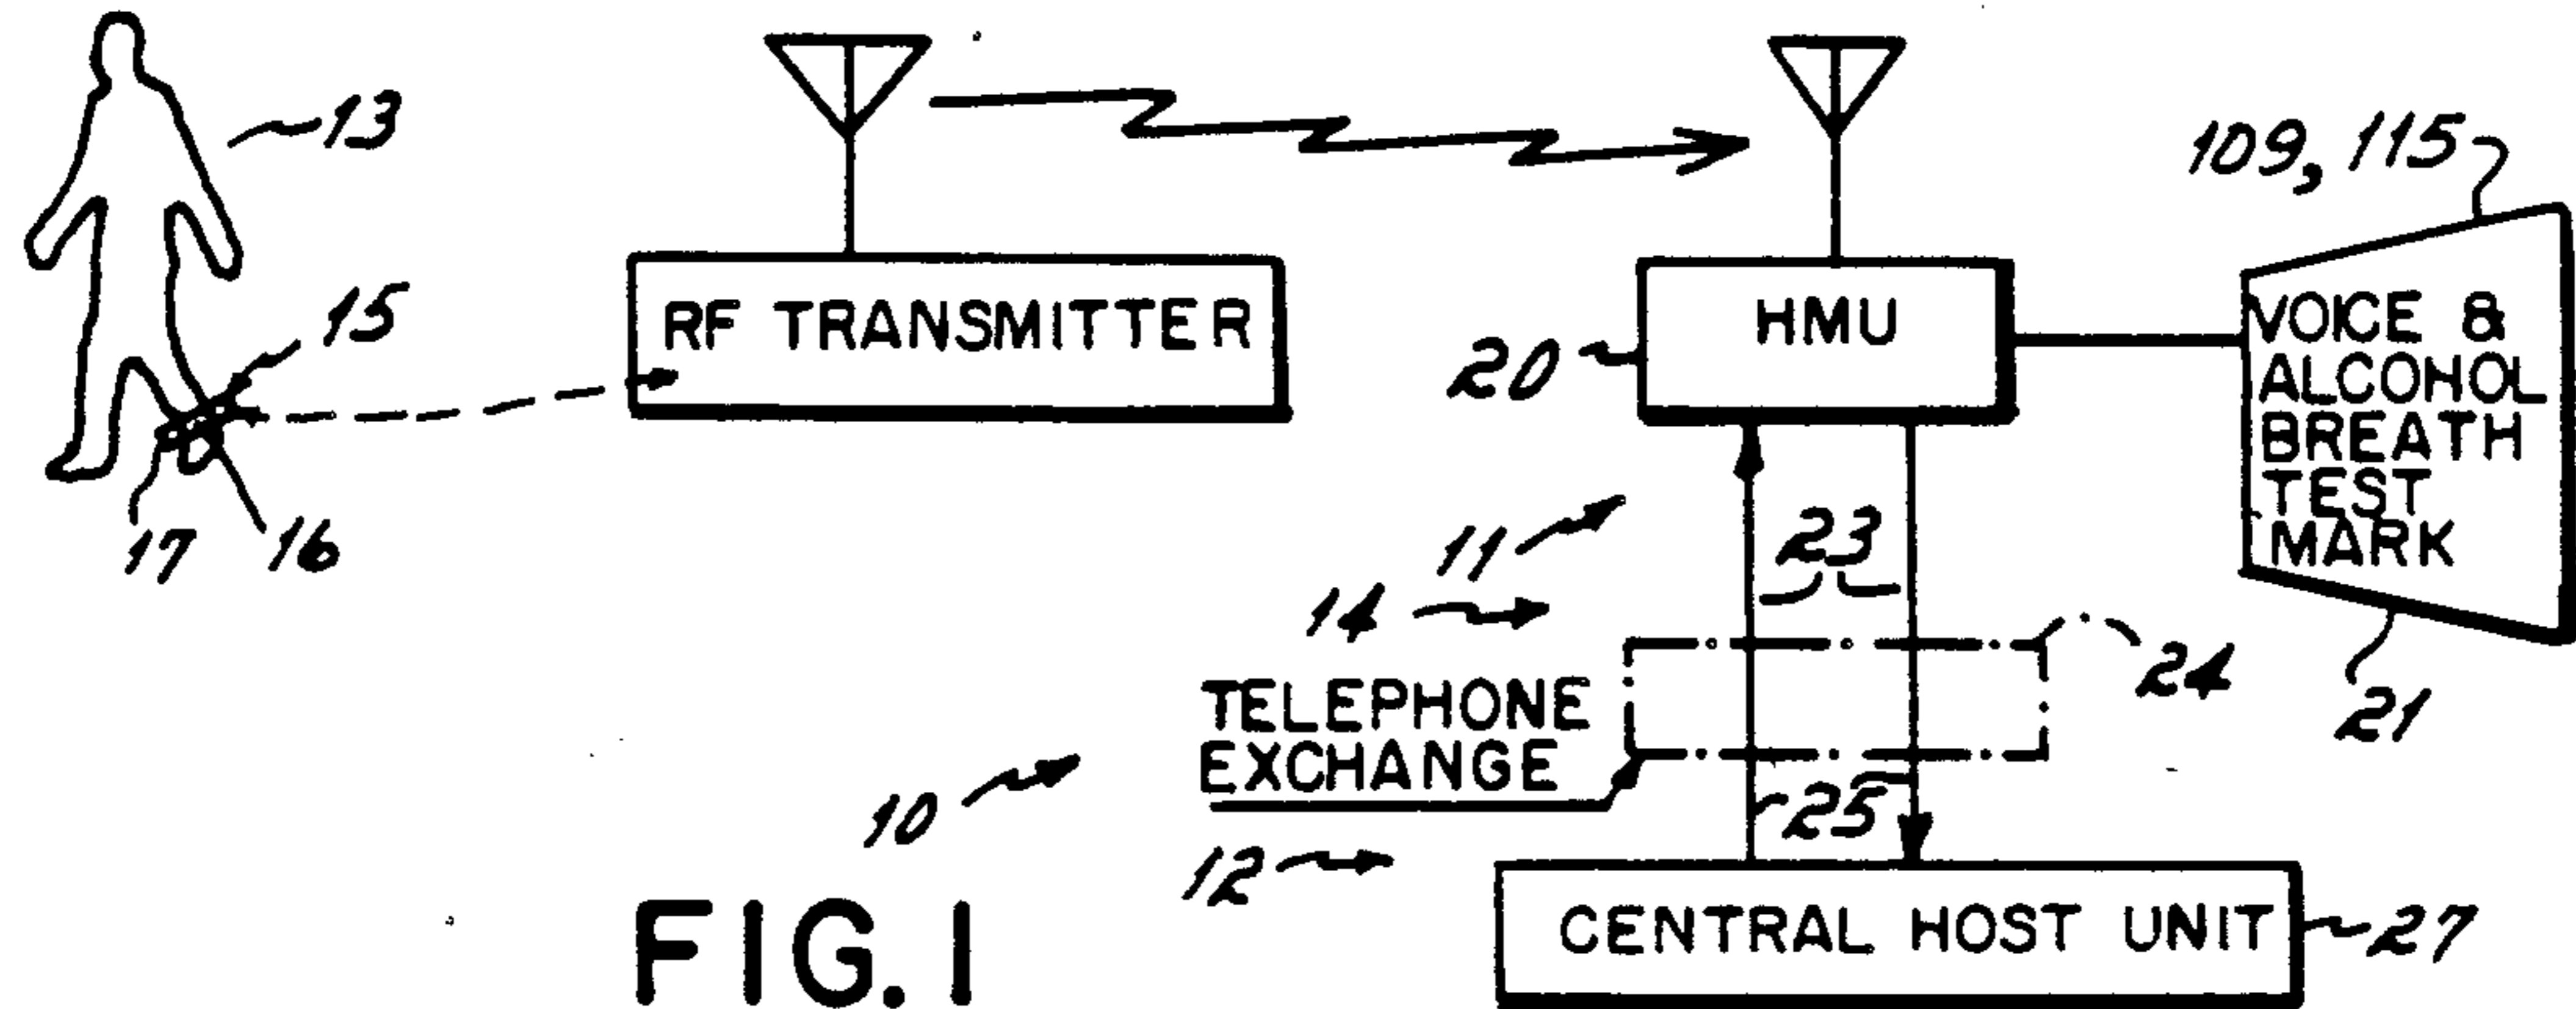 13
109, 115
RF TRANSMITTER
HMU
VOICE &
ALCOHOL
BREATH
TEST
MARK
15
20
17
16
11
23
14
24
21
TELEPHONE
EXCHANGE
25
10
12
CENTRAL HOST UNIT
27
FIG. 1